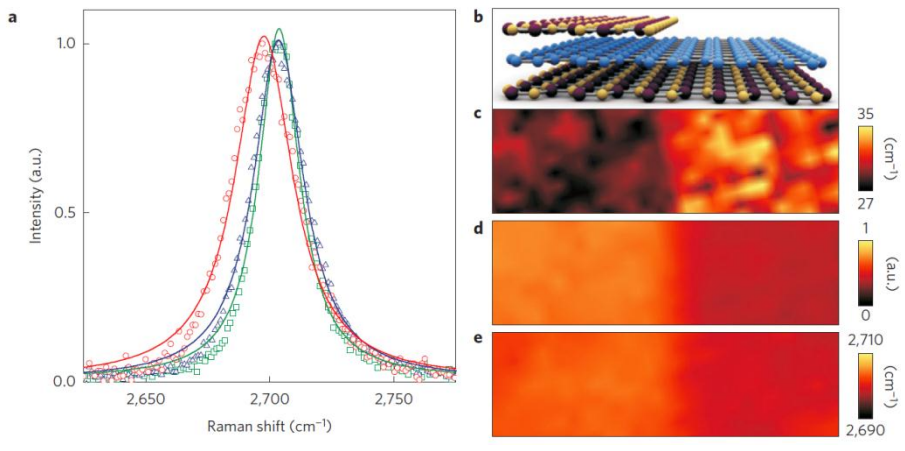 a
Intensity (a.u.)
1.0
0.5
0.0
2,650
2,700
2,750
Raman shift (cm⁻¹)
b
c
35
(cm⁻¹)
27
d
1
(a.u.)
0
e
2,710
(cm⁻¹)
2,690